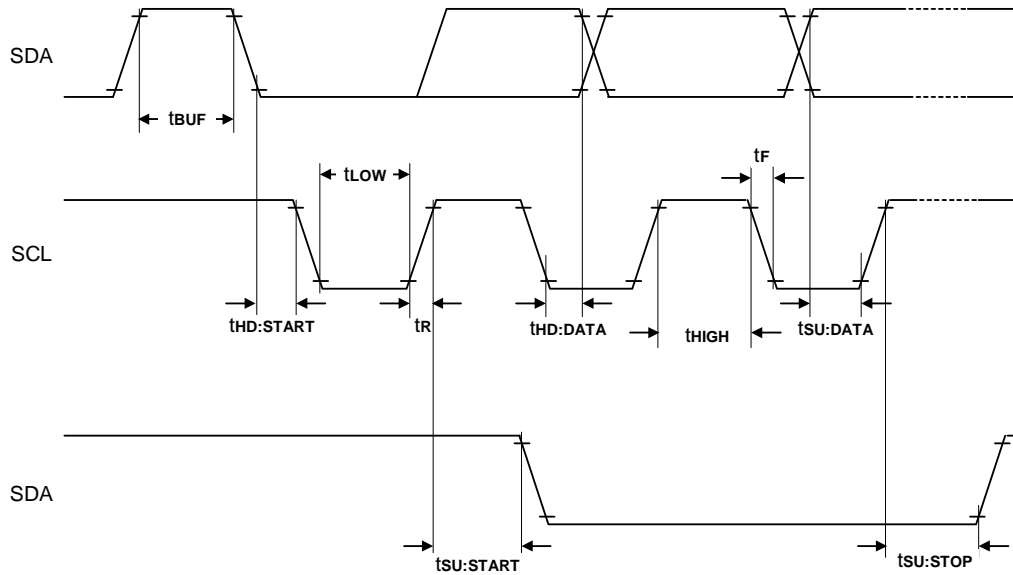 SDA
tBUF
tLOW
tF
SCL
tHD:START
tR
tHD:DATA
tHIGH
tSU:DATA
SDA
tSU:START
tSU:STOP